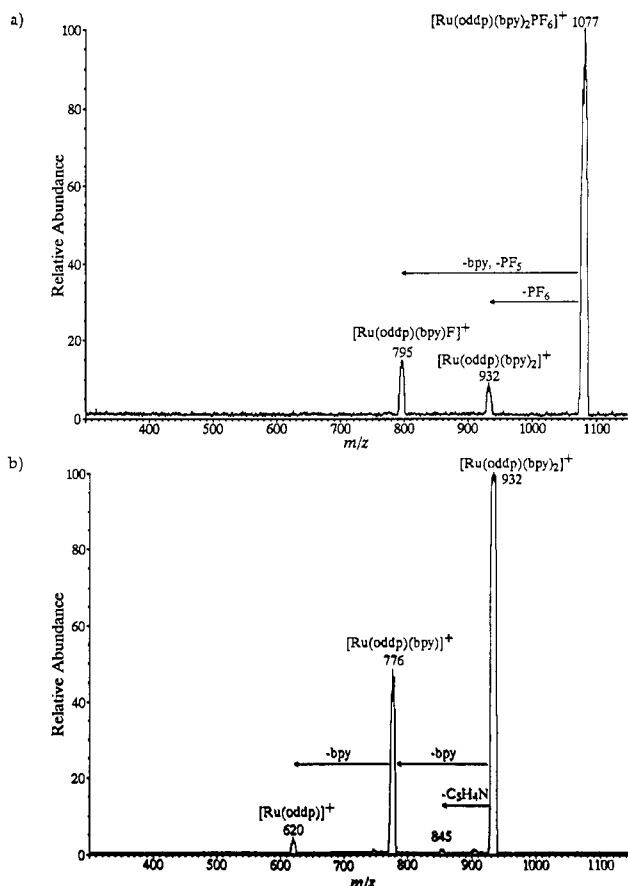 a)
[Ru(oddp)(bpy)₂PF₆]⁺ 1077
100
80
60
40
20
0
Relative Abundance
-bpy, -PF₅
-PF₆
[Ru(oddp)(bpy)F]⁺
795
[Ru(oddp)(bpy)₂]⁺
932
400 500 600 700 800 900 1000 1100
m/z
b)
[Ru(oddp)(bpy)₂]⁺
932
100
80
60
40
20
0
Relative Abundance
[Ru(oddp)(bpy)]⁺
776
-bpy
-bpy
-C₅H₄N
[Ru(oddp)]⁺
620
845
400 500 600 700 800 900 1000 1100
m/z